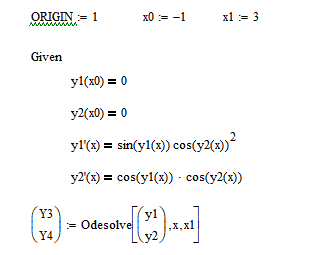 ORIGIN := 1 x0 := −1 x1 := 3
Given
y1(x0) = 0
y2(x0) = 0
y1'(x) = sin(y1(x)) cos(y2(x))²
y2'(x) = cos(y1(x)) · cos(y2(x))
(Y3 Y4) := Odesolve[(y1 y2),x,x1]